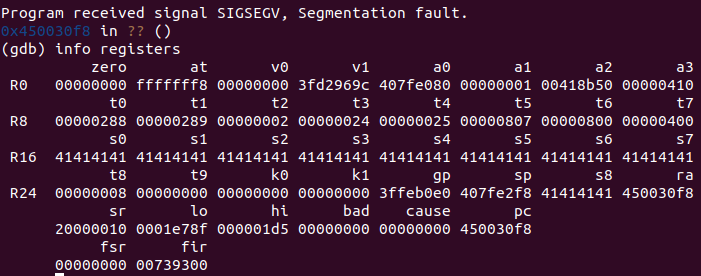 Program received signal SIGSEGV, Segmentation fault.
0x450030f8 in ?? ()
(gdb) info registers
zero at v0 v1 a0 a1 a2 a3
R0 00000000 fffffff8 00000000 3fd2969c 407fe080 00000001 00418b50 00000410
t0 t1 t2 t3 t4 t5 t6 t7
R8 00000288 00000289 00000002 00000024 00000025 00000807 00000800 00000400
s0 s1 s2 s3 s4 s5 s6 s7
R16 41414141 41414141 41414141 41414141 41414141 41414141 41414141 41414141
t8 t9 k0 k1 gp sp s8 ra
R24 00000008 00000000 00000000 00000000 3ffeb0e0 407fe2f8 41414141 450030f8
sr lo hi bad cause pc
20000010 0001e78f 000001d5 00000000 00000000 450030f8
fsr fir
00000000 00739300